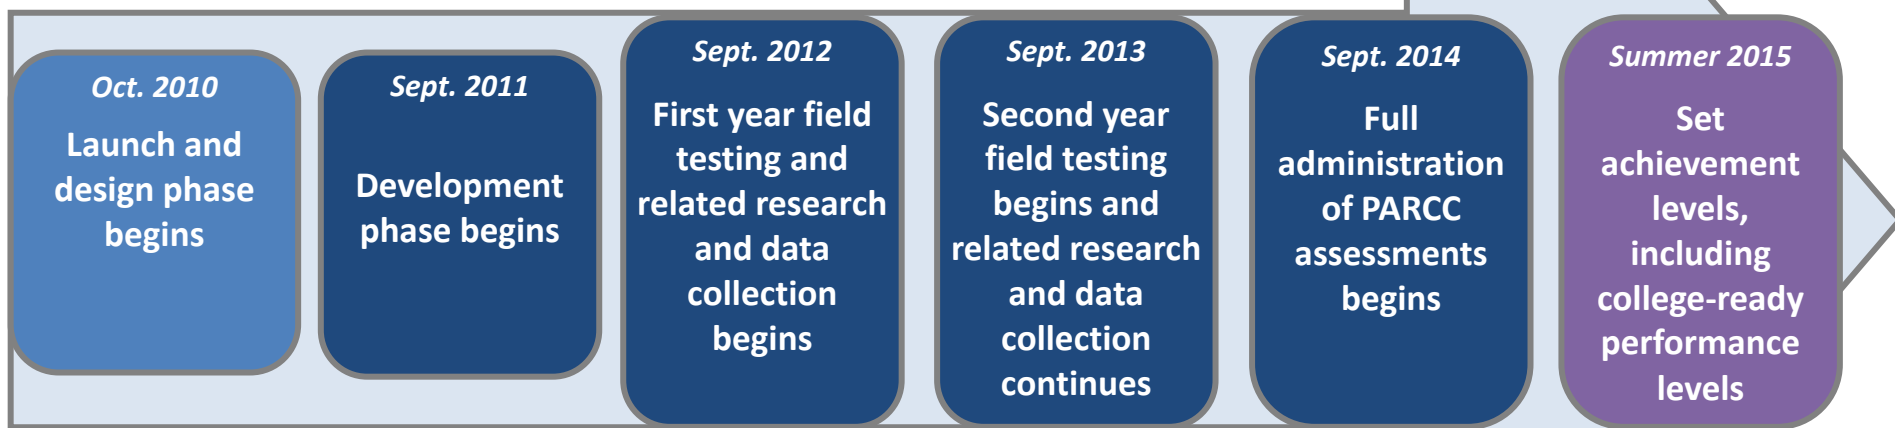 Oct. 2010
Launch and
design phase
begins
Sept. 2011
Development
phase begins
Sept. 2012
First year field
testing and
related research
and data
collection
begins
Sept. 2013
Second year
field testing
begins and
related research
and data
collection
continues
Sept. 2014
Full
administration
of PARCC
assessments
begins
Summer 2015
Set
achievement
levels,
including
college-ready
performance
levels